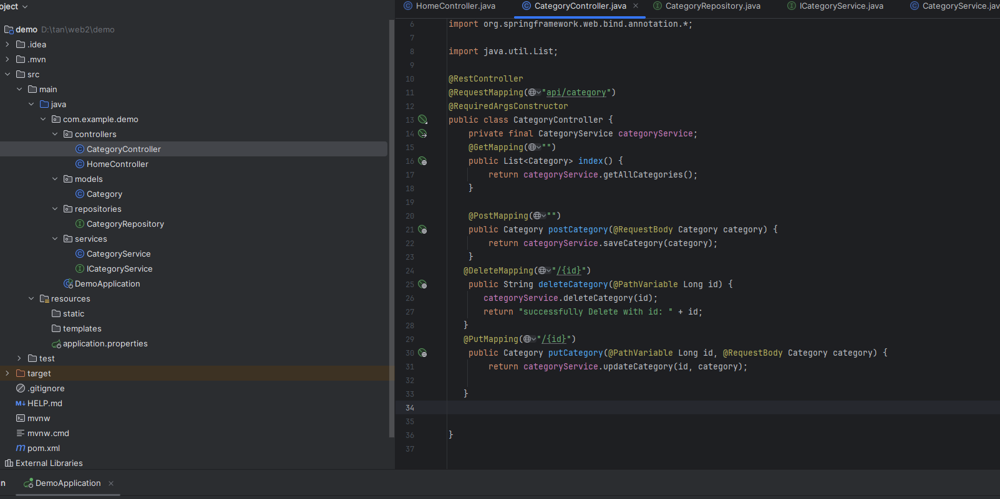 oject
demo D:\tan\web2\demo
.idea
.mvn
src
main
java
com.example.demo
controllers
CategoryController
HomeController
models
Category
repositories
CategoryRepository
services
CategoryService
ICategoryService
DemoApplication
resources
static
templates
application.properties
test
target
.gitignore
M↓ HELP.md
mvnw
mvnw.cmd
m pom.xml
External Libraries
HomeController.java CategoryController.java CategoryRepository.java ICategoryService.java CategoryService.jav
6 import org.springframework.web.bind.annotation.*;
7
8 import java.util.List;
9
10 @RestController
11 @RequestMapping("api/category")
12 @RequiredArgsConstructor
13 public class CategoryController {
14 private final CategoryService categoryService;
15 @GetMapping("")
16 public List<Category> index() {
17 return categoryService.getAllCategories();
18 }
19
20 @PostMapping("")
21 public Category postCategory(@RequestBody Category category) {
22 return categoryService.saveCategory(category);
23 }
24 @DeleteMapping("/{id}")
25 public String deleteCategory(@PathVariable Long id) {
26 categoryService.deleteCategory(id);
27 return "successfully Delete with id: " + id;
28 }
29 @PutMapping("/{id}")
30 public Category putCategory(@PathVariable Long id, @RequestBody Category category) {
31 return categoryService.updateCategory(id, category);
32
33 }
34
35
36 }
37
n DemoApplication